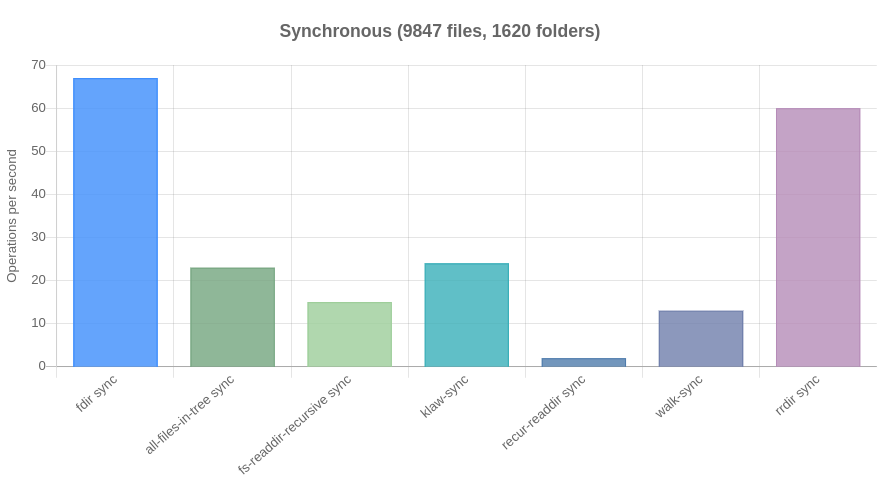 Synchronous (9847 files, 1620 folders)
Operations per second
70
60
50
40
30
20
10
0
fdir sync
all-files-in-tree sync
fs-readdir-recursive sync
klaw-sync
recur-readdir sync
walk-sync
rrdir sync